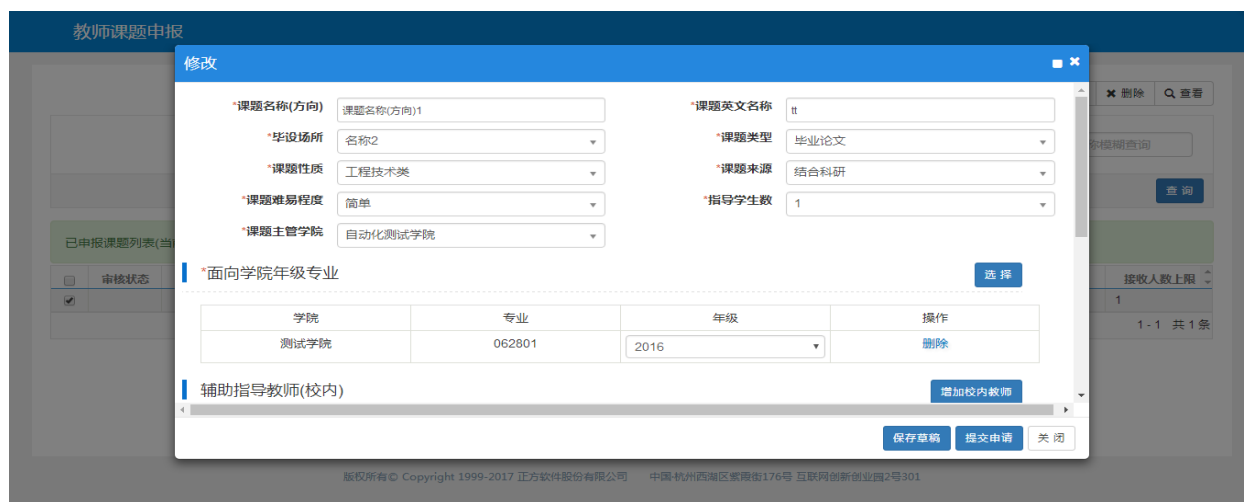 教师课题申报
修改
*课题名称(方向) 课题名称(方向)1 *课题英文名称 tt
*毕设场所 名称2 *课题类型 毕业论文
*课题性质 工程技术类 *课题来源 结合科研
*课题难易程度 简单 *指导学生数 1
*课题主管学院 自动化测试学院
*面向学院年级专业 选择
学院 专业 年级 操作
测试学院 062801 2016 删除
辅助指导教师(校内) 增加校内教师
保存草稿 提交申请 关闭
删除 查看
称模糊查询
查询
已申报课题列表(当
审核状态 接收人数上限
1
1 - 1 共 1 条
版权所有© Copyright 1999-2017 正方软件股份有限公司 中国·杭州西湖区紫霞街176号 互联网创新创业园2号301